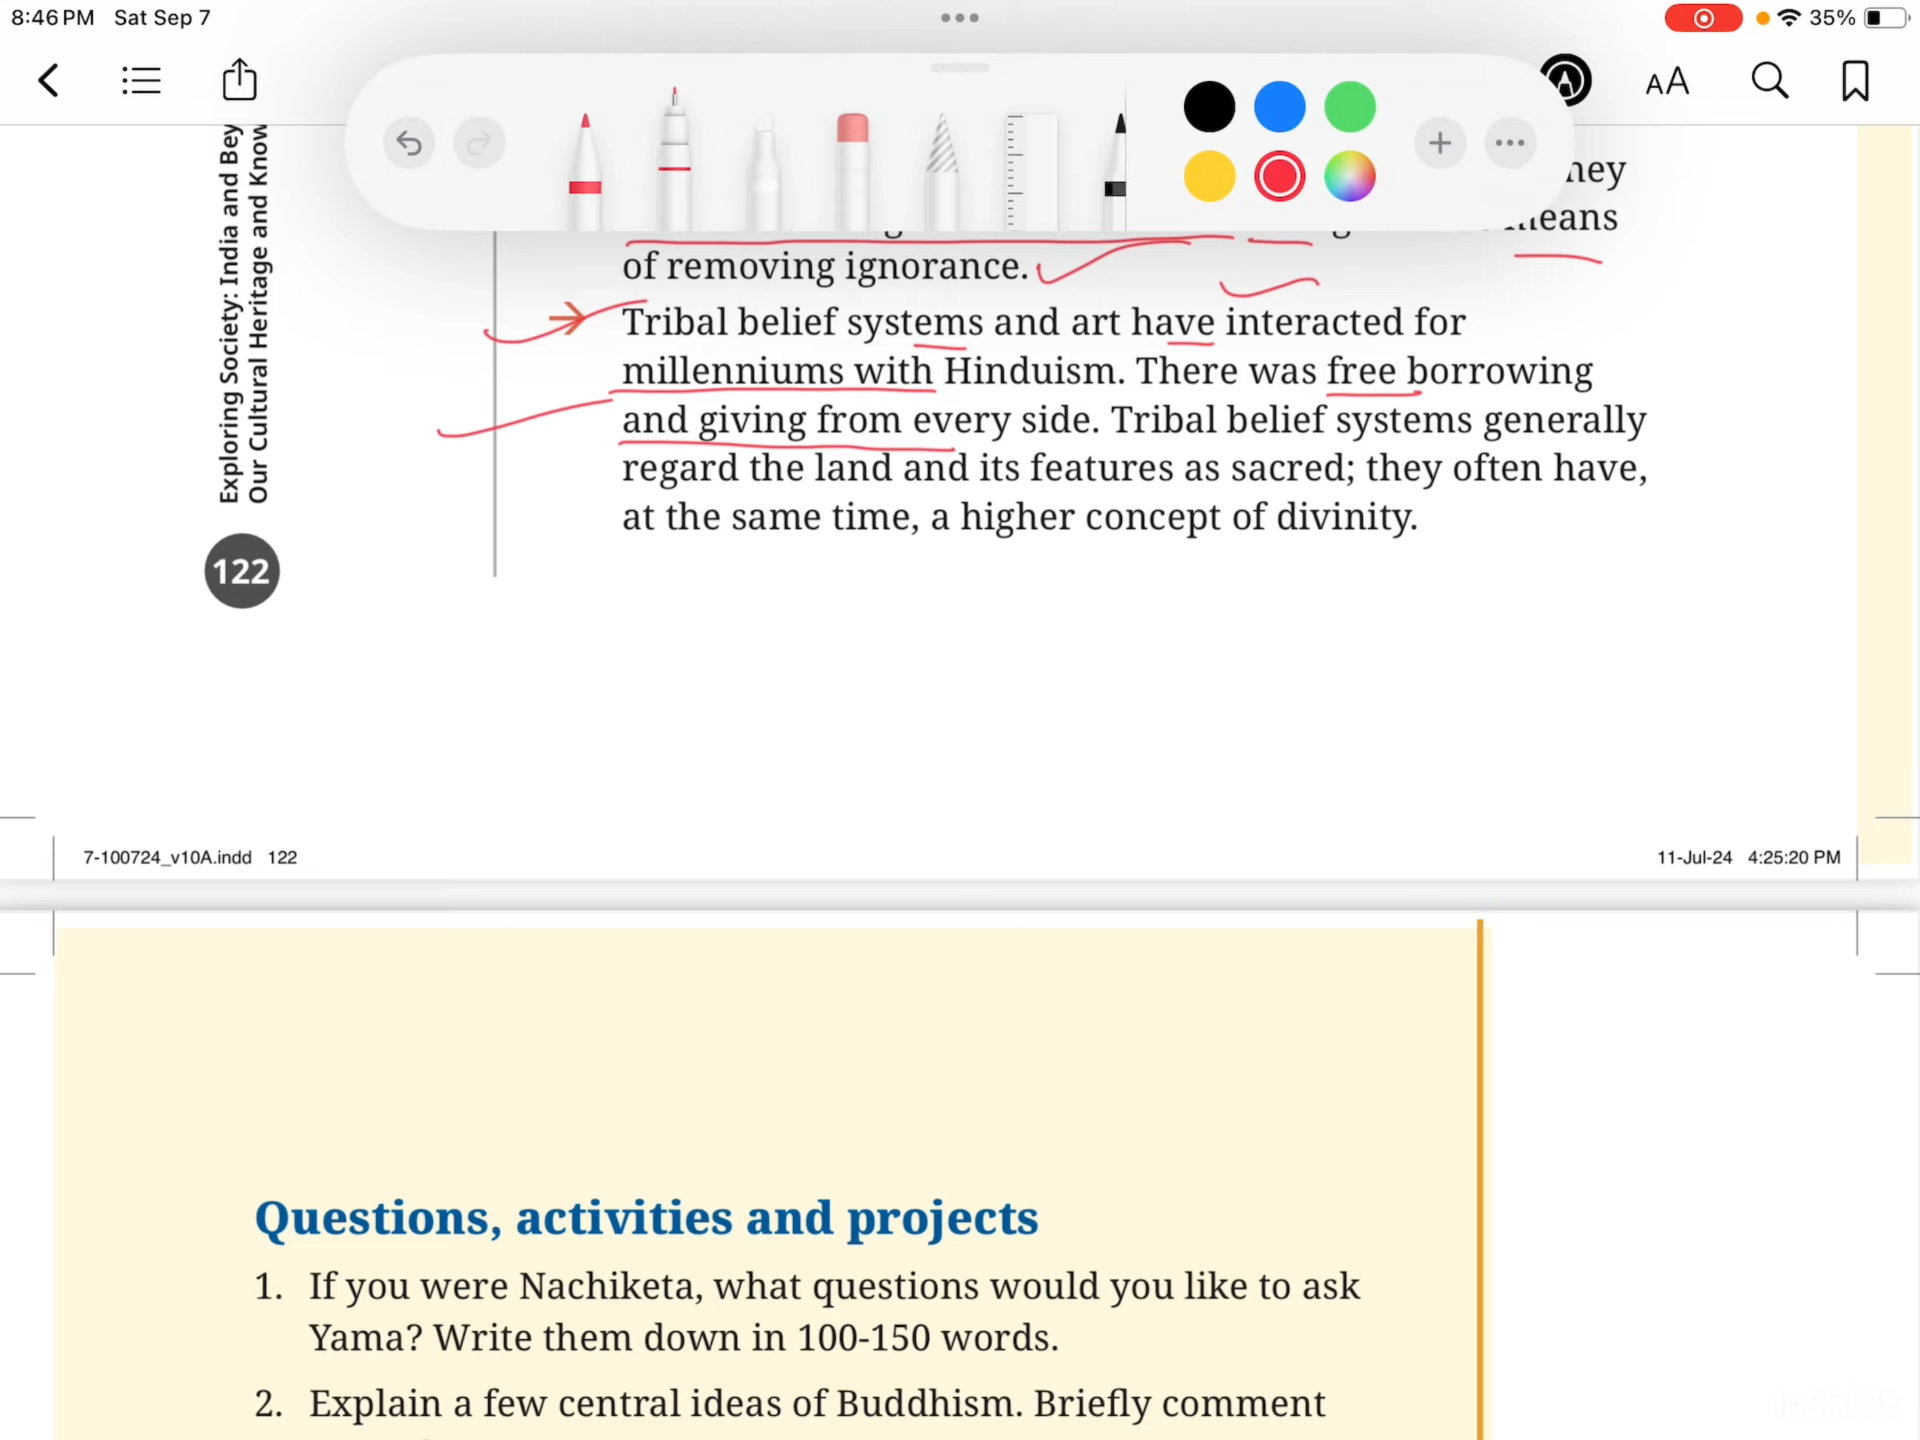 8:46 PM Sat Sep 7
35%
AA
hey
means
of removing ignorance.
Tribal belief systems and art have interacted for
millenniums with Hinduism. There was free borrowing
and giving from every side. Tribal belief systems generally
regard the land and its features as sacred; they often have,
at the same time, a higher concept of divinity.
Exploring Society: India and Bey
Our Cultural Heritage and Know
122
7-100724_v10A.indd 122
11-Jul-24 4:25:20 PM
Questions, activities and projects
1. If you were Nachiketa, what questions would you like to ask
Yama? Write them down in 100-150 words.
2. Explain a few central ideas of Buddhism. Briefly comment